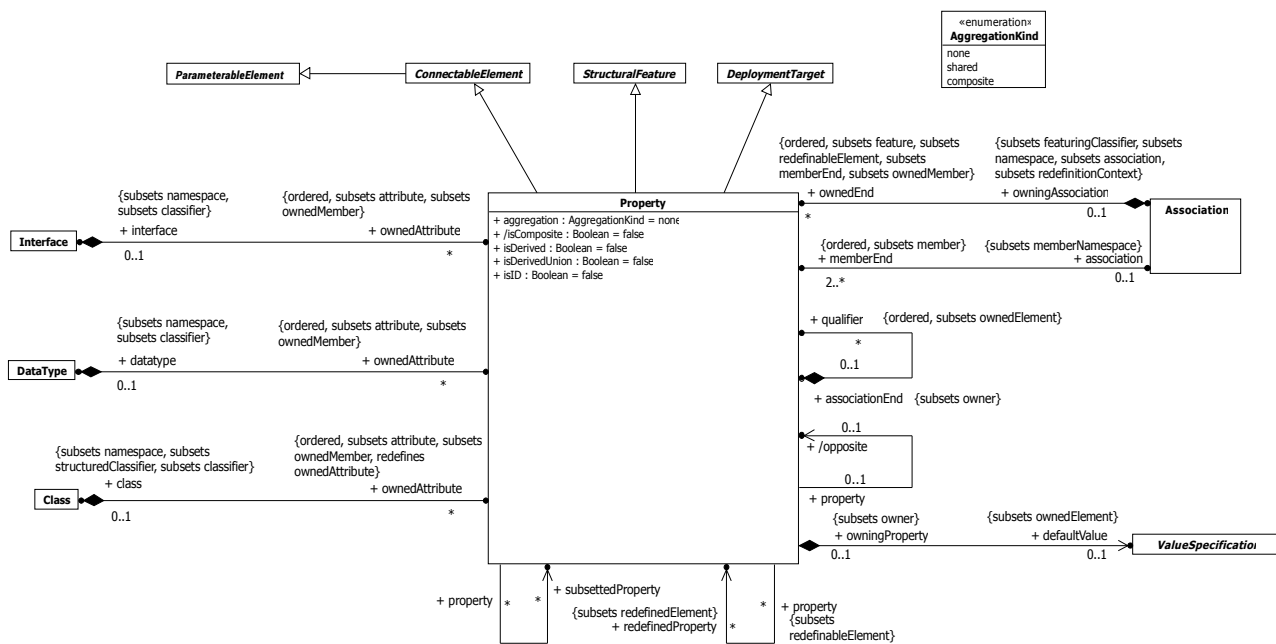 «enumeration»
AggregationKind
none
shared
composite
ParameterableElement
ConnectableElement
StructuralFeature
DeploymentTarget
{ordered, subsets feature, subsets
redefinableElement, subsets
memberEnd, subsets ownedMember}
+ ownedEnd
*
{subsets featuringClassifier, subsets
namespace, subsets association,
subsets redefinitionContext}
+ owningAssociation
0..1
Association
{subsets namespace,
subsets classifier}
+ interface
0..1
{ordered, subsets attribute, subsets
ownedMember}
+ ownedAttribute
*
Interface
Property
+ aggregation : AggregationKind = none
+ /isComposite : Boolean = false
+ isDerived : Boolean = false
+ isDerivedUnion : Boolean = false
+ isID : Boolean = false
{ordered, subsets member}
+ memberEnd
2..*
{subsets memberNamespace}
+ association
0..1
{subsets namespace,
subsets classifier}
+ datatype
0..1
{ordered, subsets attribute, subsets
ownedMember}
+ ownedAttribute
*
DataType
+ qualifier
{ordered, subsets ownedElement}
*
0..1
+ associationEnd
{subsets owner}
{subsets namespace, subsets
structuredClassifier, subsets classifier}
+ class
0..1
{ordered, subsets attribute, subsets
ownedMember, redefines
ownedAttribute}
+ ownedAttribute
*
Class
0..1
+ /opposite
0..1
+ property
{subsets owner}
+ owningProperty
0..1
{subsets ownedElement}
+ defaultValue
0..1
ValueSpecification
+ property
*
*
+ subsettedProperty
{subsets redefinedElement}
+ redefinedProperty
*
*
+ property
{subsets
redefinableElement}